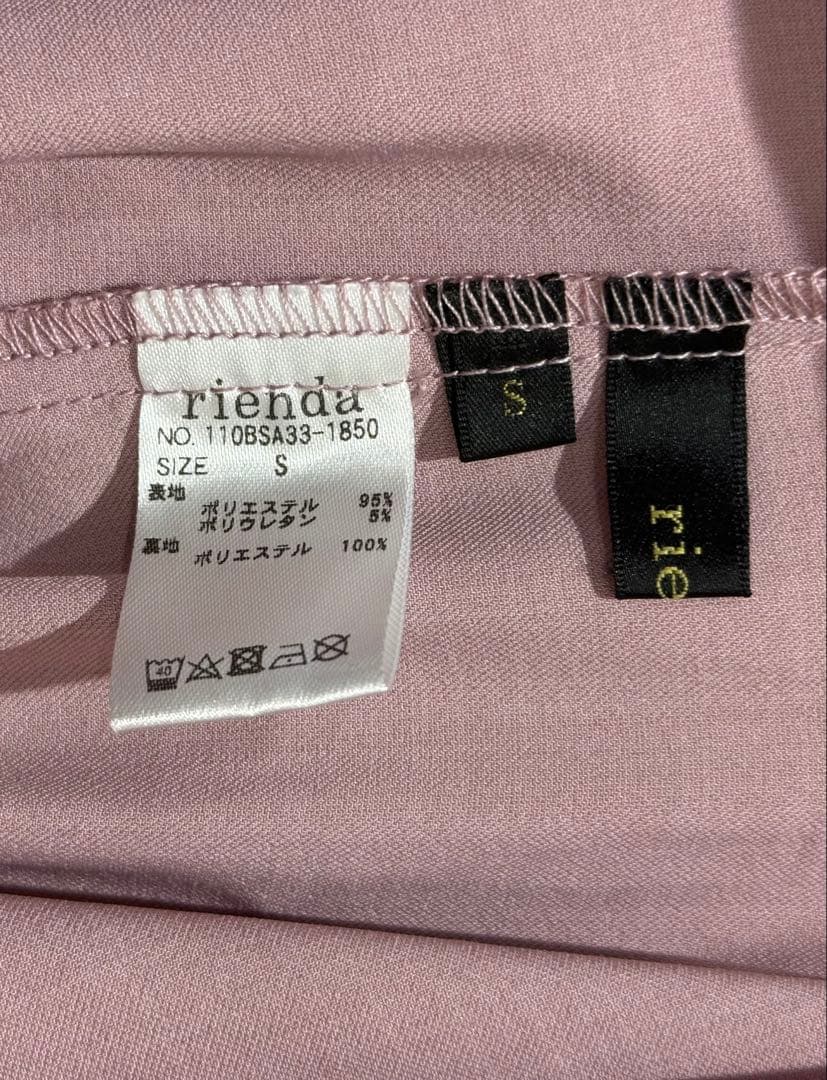 rienda
NO. 110BSA33-1850
SIZE S
表地
ポリエステル 95%
ポリウレタン 5%
裏地 ポリエステル 100%
40
S
rie